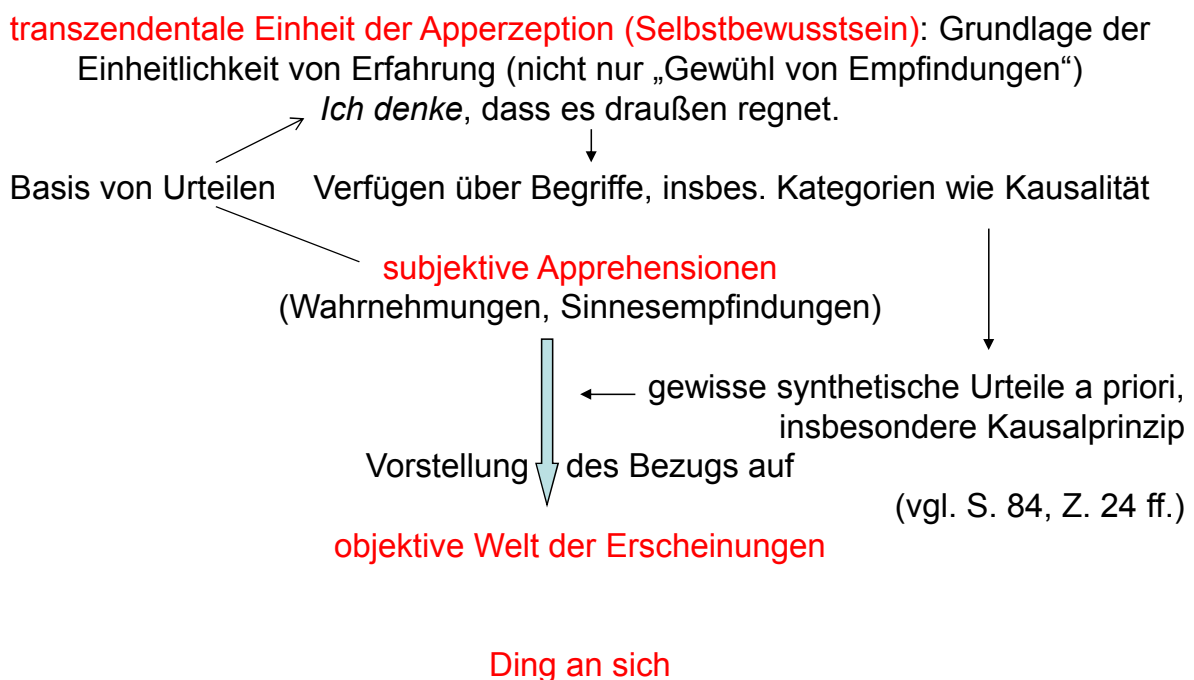 transzendentale Einheit der Apperzeption (Selbstbewusstsein): Grundlage der
Einheitlichkeit von Erfahrung (nicht nur „Gewühl von Empfindungen“)
Ich denke, dass es draußen regnet.
Basis von Urteilen Verfügen über Begriffe, insbes. Kategorien wie Kausalität
subjektive Apprehensionen
(Wahrnehmungen, Sinnesempfindungen)
gewisse synthetische Urteile a priori,
insbesondere Kausalprinzip
Vorstellung des Bezugs auf
(vgl. S. 84, Z. 24 ff.)
objektive Welt der Erscheinungen
Ding an sich